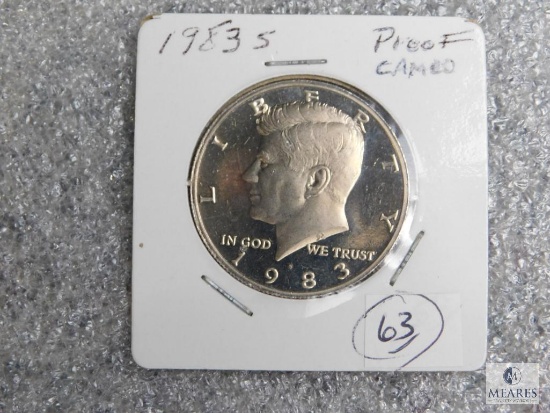 1983 S
Proof
CAMEO
LIBERTY
IN GOD WE TRUST
1983
63
M
MEARES